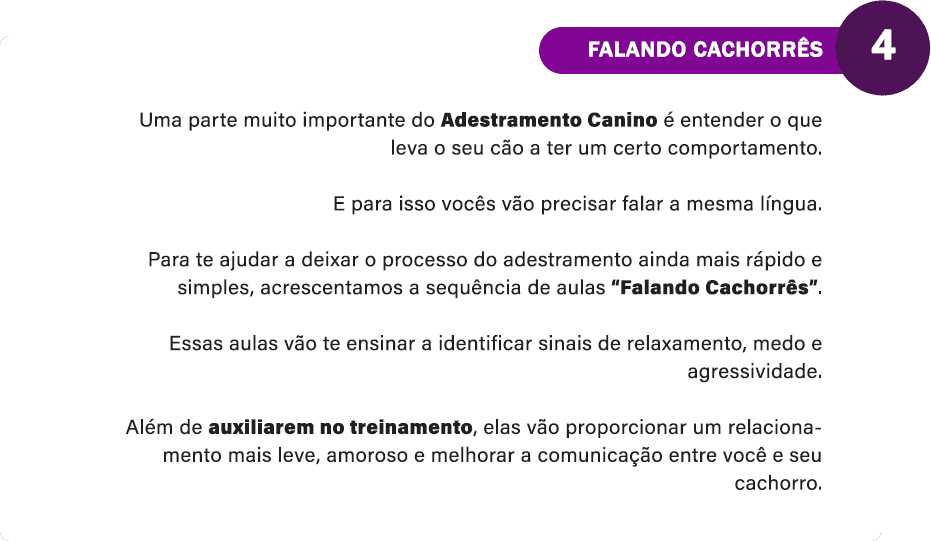 FALANDO CACHORRÊS
4
Uma parte muito importante do Adestramento Canino é entender o que
leva o seu cão a ter um certo comportamento.
E para isso vocês vão precisar falar a mesma língua.
Para te ajudar a deixar o processo do adestramento ainda mais rápido e
simples, acrescentamos a sequência de aulas “Falando Cachorrês”.
Essas aulas vão te ensinar a identificar sinais de relaxamento, medo e
agressividade.
Além de auxiliarem no treinamento, elas vão proporcionar um relaciona-
mento mais leve, amoroso e melhorar a comunicação entre você e seu
cachorro.